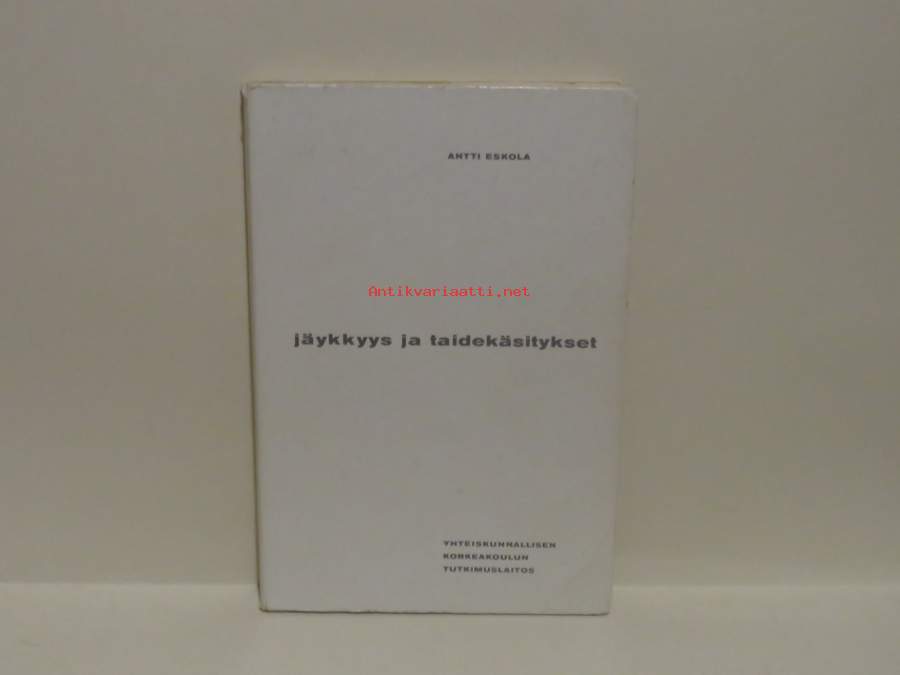 ANTTI ESKOLA
Antikvariaatti.net
jäykkyys ja taidekäsitykset
YHTEISKUNNALLISEN
KORKEAKOULUN
TUTKIMUSLAITOS